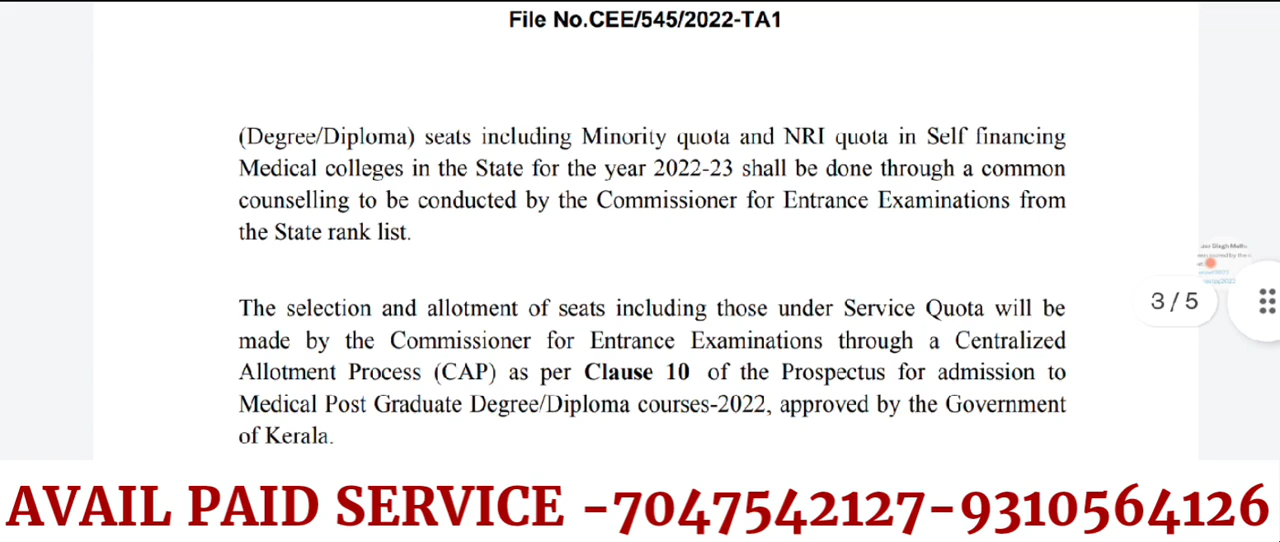 File No.CEE/545/2022-TA1
(Degree/Diploma) seats including Minority quota and NRI quota in Self financing
Medical colleges in the State for the year 2022-23 shall be done through a common
counselling to be conducted by the Commissioner for Entrance Examinations from
the State rank list.
The selection and allotment of seats including those under Service Quota will be
made by the Commissioner for Entrance Examinations through a Centralized
Allotment Process (CAP) as per Clause 10 of the Prospectus for admission to
Medical Post Graduate Degree/Diploma courses-2022, approved by the Government
of Kerala.
3/5
AVAIL PAID SERVICE -7047542127-9310564126